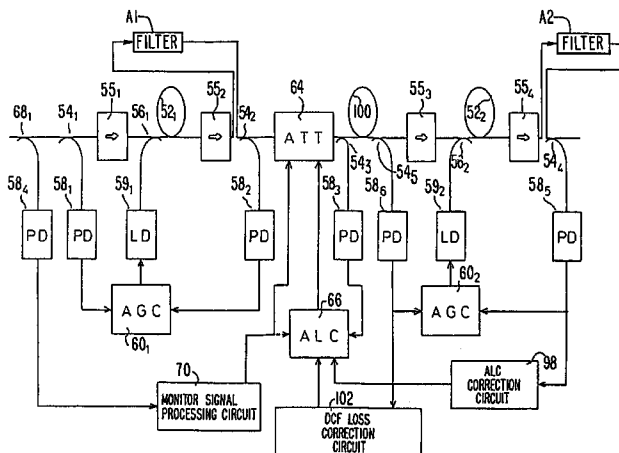 A1
A2
FILTER
FILTER
68₁
54₁
55₁
56₁
52₁
55₂
54₂
64
100
55₃
52₂
55₄
ATT
54₃
54₅
56₂
54₄
58₄
58₁
59₁
58₂
58₃
58₆
59₂
58₅
PD
PD
LD
PD
PD
PD
LD
PD
AGC
60₁
66
ALC
AGC
60₂
70
MONITOR SIGNAL
PROCESSING CIRCUIT
98
ALC
CORRECTION
CIRCUIT
102
DCF LOSS
CORRECTION
CIRCUIT